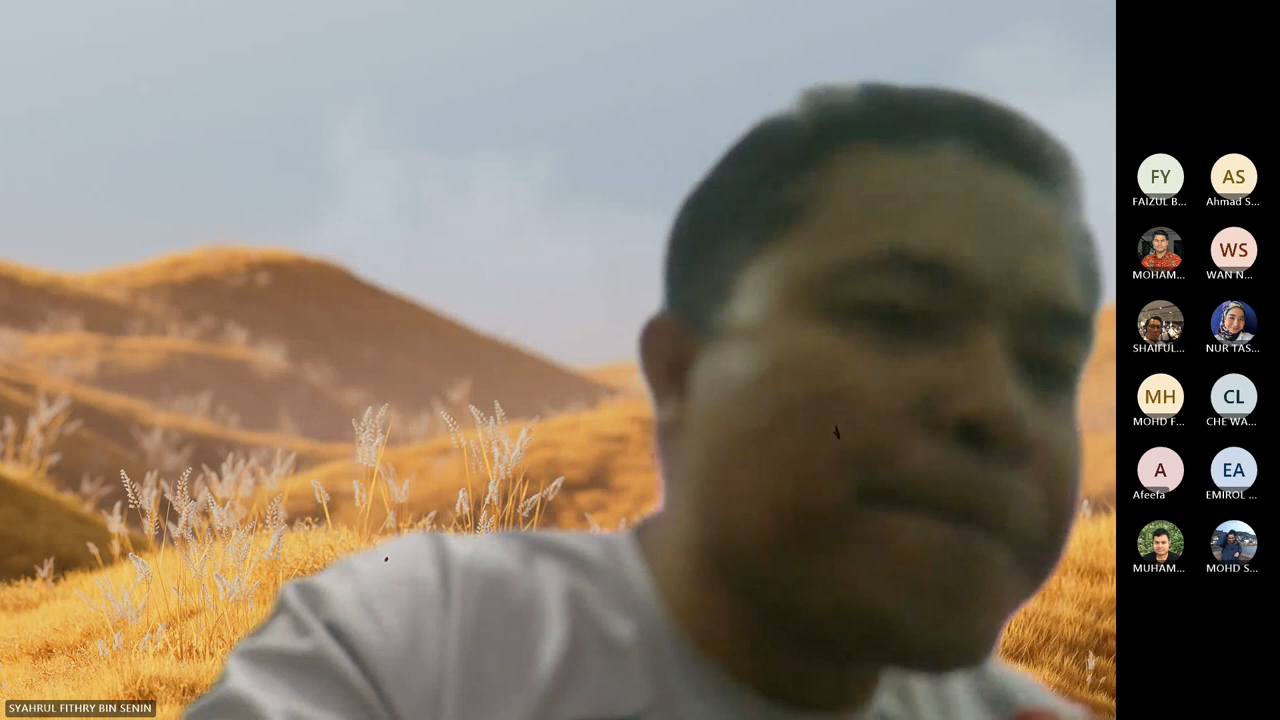 FY
FAIZUL B...
AS
Ahmad S...
MOHAM...
WS
WAN N...
SHAIFUL...
NUR TAS...
MH
MOHD F...
CL
CHE WA...
A
Afeefa
EA
EMIROL ...
MUHAM...
MOHD S...
SYAHRUL FITHRY BIN SENIN